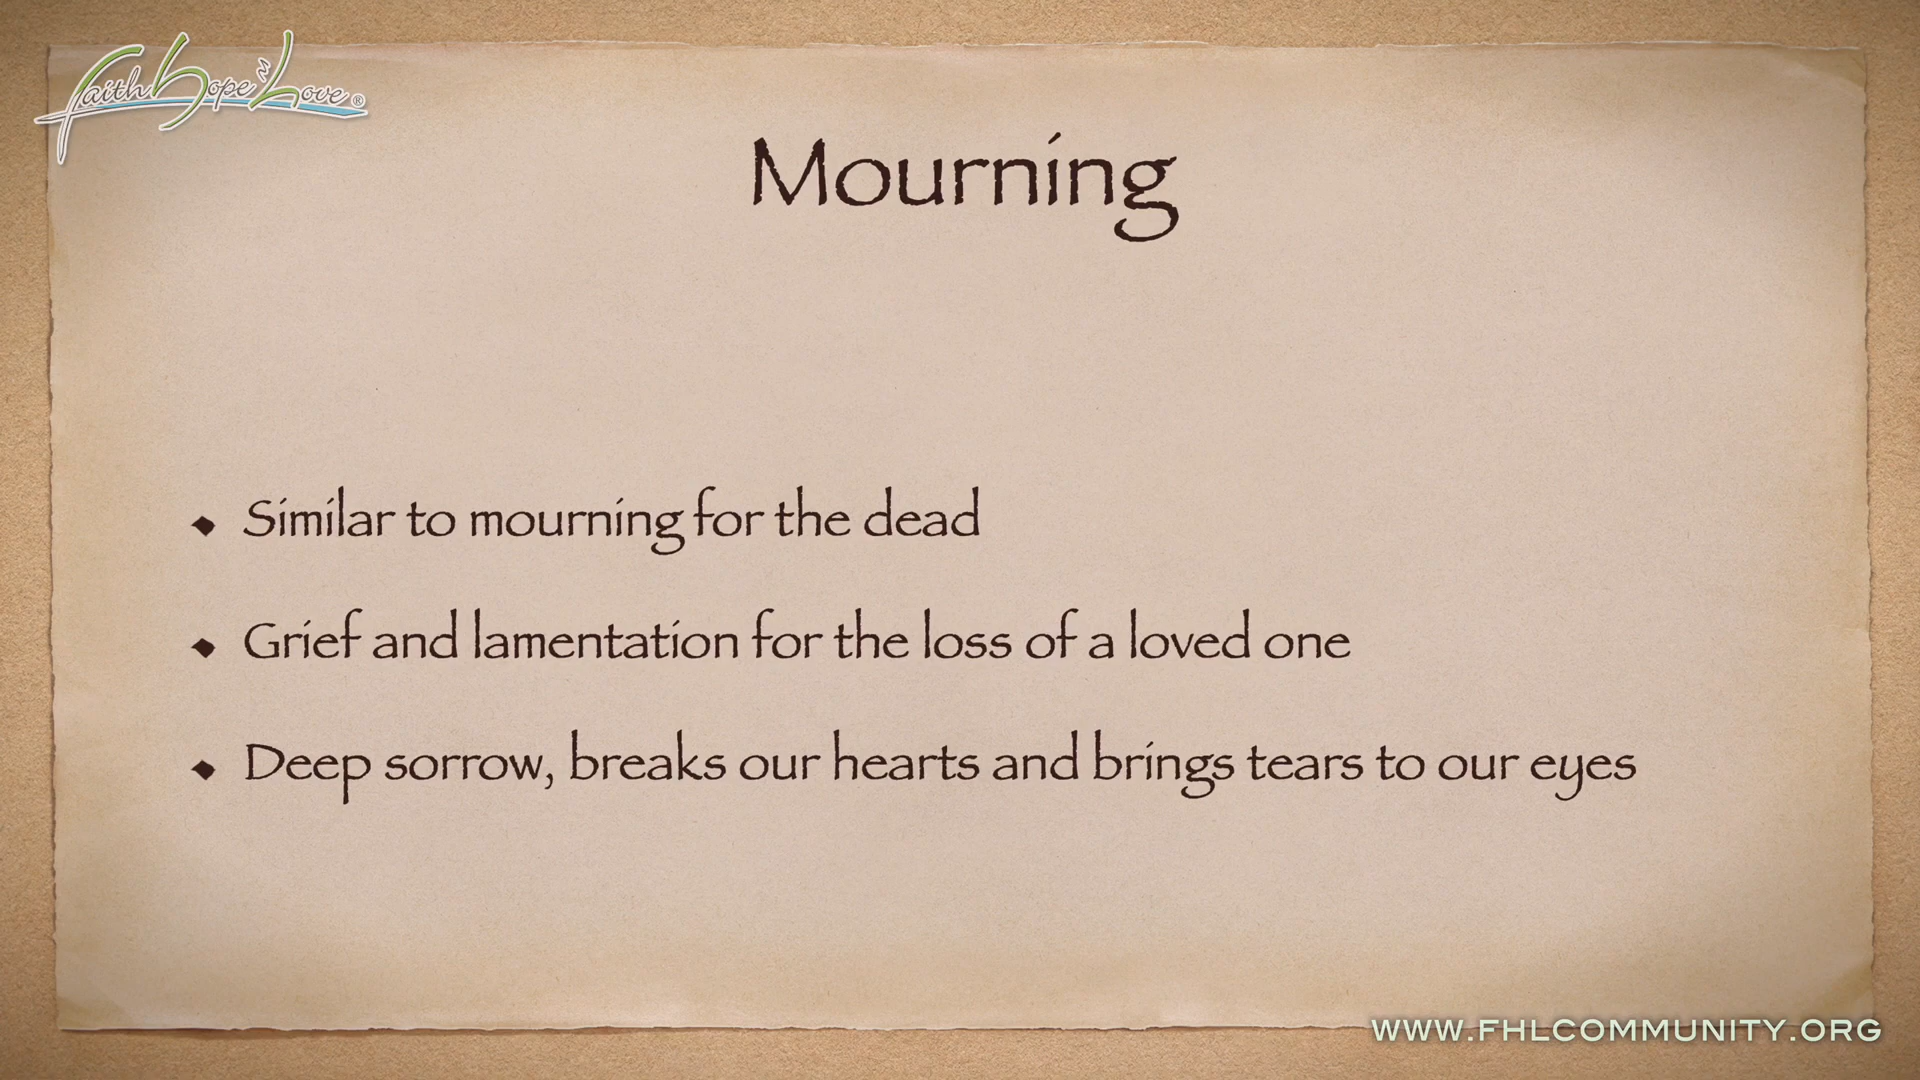 Faith Hope Love®
Mourning
◆ Similar to mourning for the dead
◆ Grief and lamentation for the loss of a loved one
◆ Deep sorrow, breaks our hearts and brings tears to our eyes
WWW.FHLCOMMUNITY.ORG